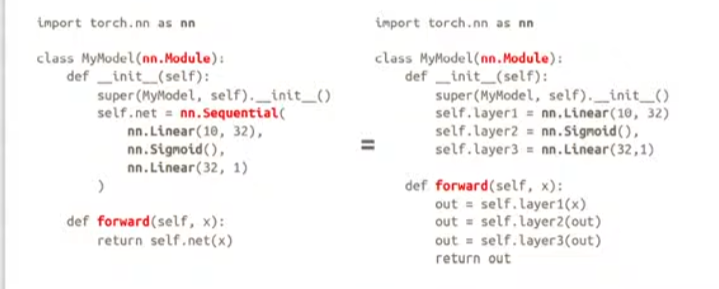 import torch.nn as nn
class MyModel(nn.Module):
    def __init__(self):
        super(MyModel, self).__init__()
        self.net = nn.Sequential(
            nn.Linear(10, 32),
            nn.Sigmoid(),
            nn.Linear(32, 1)
        )
    def forward(self, x):
        return self.net(x)
=
import torch.nn as nn
class MyModel(nn.Module):
    def __init__(self):
        super(MyModel, self).__init__()
        self.layer1 = nn.Linear(10, 32)
        self.layer2 = nn.Sigmoid(),
        self.layer3 = nn.Linear(32,1)
    def forward(self, x):
        out = self.layer1(x)
        out = self.layer2(out)
        out = self.layer3(out)
        return out